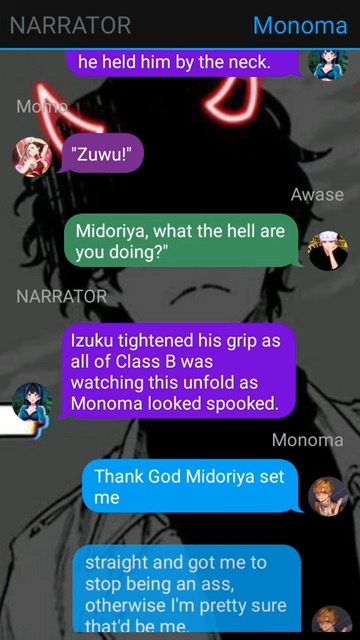 NARRATOR Monoma
he held him by the neck.
Momo
"Zuwu!"
Awase
Midoriya, what the hell are
you doing?"
NARRATOR
Izuku tightened his grip as
all of Class B was
watching this unfold as
Monoma looked spooked.
Monoma
Thank God Midoriya set
me
straight and got me to
stop being an ass,
otherwise I'm pretty sure
that'd be me.